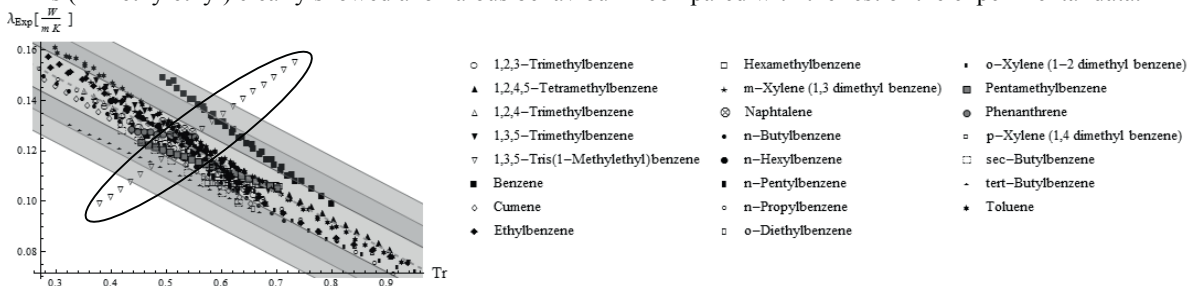 λExp[ W/m K ]
0.16
0.14
0.12
0.10
0.08
0.3 0.4 0.5 0.6 0.7 0.8 0.9
Tr
1,2,3−Trimethylbenzene
1,2,4,5−Tetramethylbenzene
1,2,4−Trimethylbenzene
1,3,5−Trimethylbenzene
1,3,5−Tris(1−Methylethyl)benzene
Benzene
Cumene
Ethylbenzene
Hexamethylbenzene
m−Xylene (1,3 dimethyl benzene)
Naphtalene
n−Butylbenzene
n−Hexylbenzene
n−Pentylbenzene
n−Propylbenzene
o−Diethylbenzene
o−Xylene (1−2 dimethyl benzene)
Pentamethylbenzene
Phenanthrene
p−Xylene (1,4 dimethyl benzene)
sec−Butylbenzene
tert−Butylbenzene
Toluene